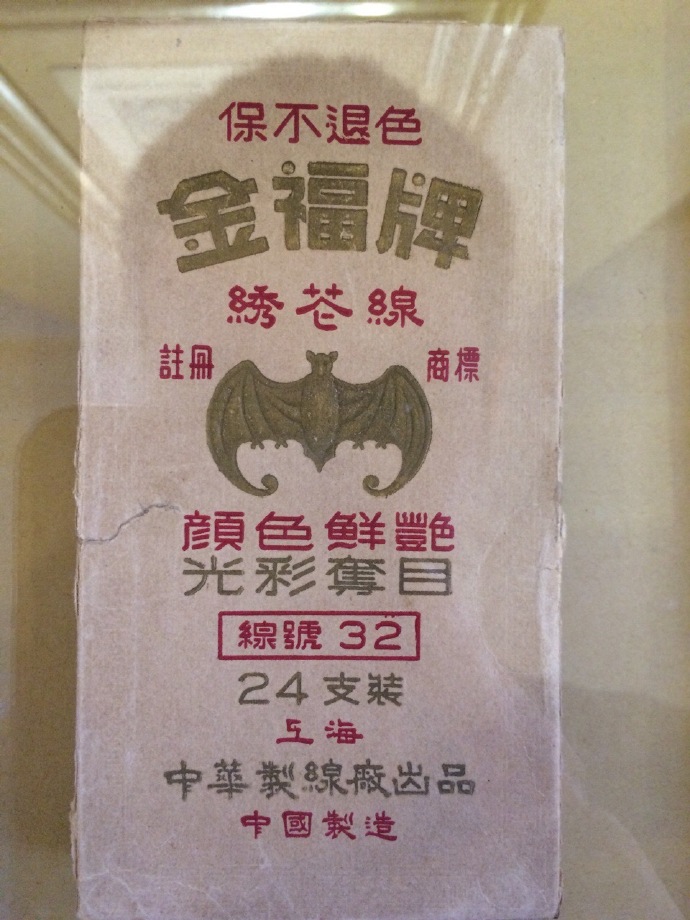 保不退色
金福牌
綉芲線
註冊 商標
顔色鮮艷
光彩奪目
線號 32
24支裝
上海
中華製線廠出品
中國製造